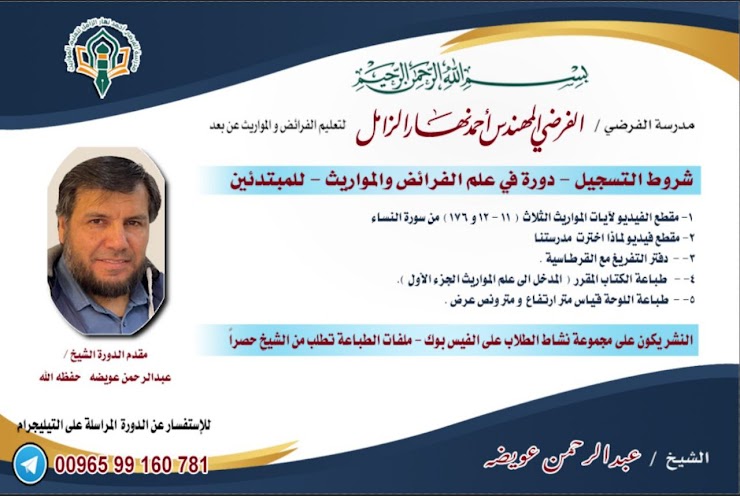 بسم الله الرحمن الرحيم
مدرسة الفرضي / الفرضي المهندس أحمد نهار الزامل لتعليم الفرائض والمواريث عن بعد
شروط التسجيل – دورة في علم الفرائض والمواريث – للمبتدئين
١- مقطع الفيديو لآيات المواريث الثلاث ( ١١ - ١٢ و ١٧٦ ) من سورة النساء
٢- مقطع فيديو لماذا اخترت مدرستنا
٣-- دفتر التفريغ مع القرطاسية .
٤-- طباعة الكتاب المقرر ( المدخل الى علم المواريث الجزء الأول ).
٥-- طباعة اللوحة قياس متر ارتفاع و متر ونص عرض .
النشر يكون على مجموعة نشاط الطلاب على الفيس بوك - ملفات الطباعة تطلب من الشيخ حصراً
مقدم الدورة الشيخ /
عبدالرحمن عويضه حفظه الله
للإستفسار عن الدورة المراسلة على التيليجرام
00965 99 160 781
الشيخ / عبدالرحمن عويضه